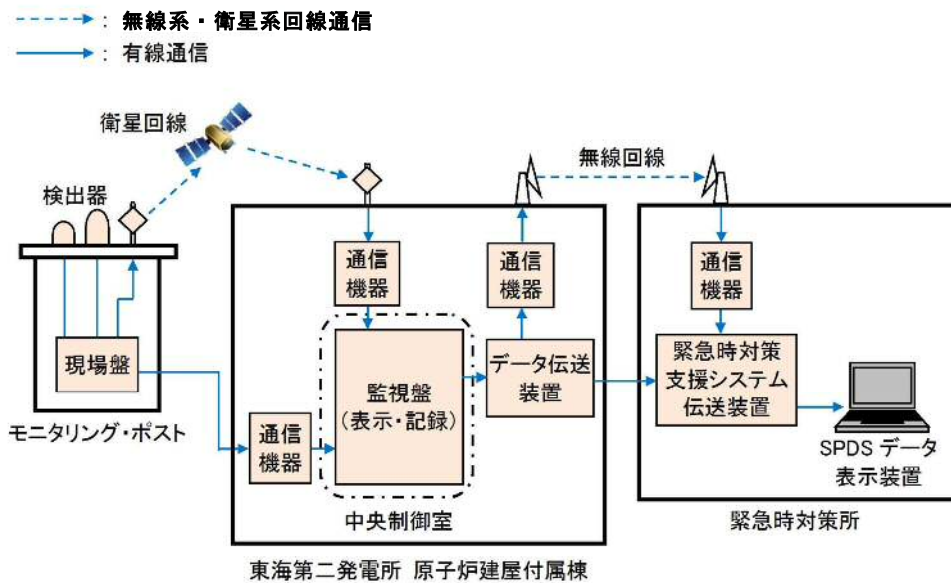 : 無線系・衛星系回線通信
: 有線通信
衛星回線
無線回線
検出器
通信
機器
通信
機器
通信
機器
現場盤
監視盤
(表示・記録)
データ伝送
装置
緊急時対策
支援システム
伝送装置
モニタリング・ポスト
通信
機器
SPDS データ
表示装置
中央制御室
緊急時対策所
東海第二発電所 原子炉建屋付属棟